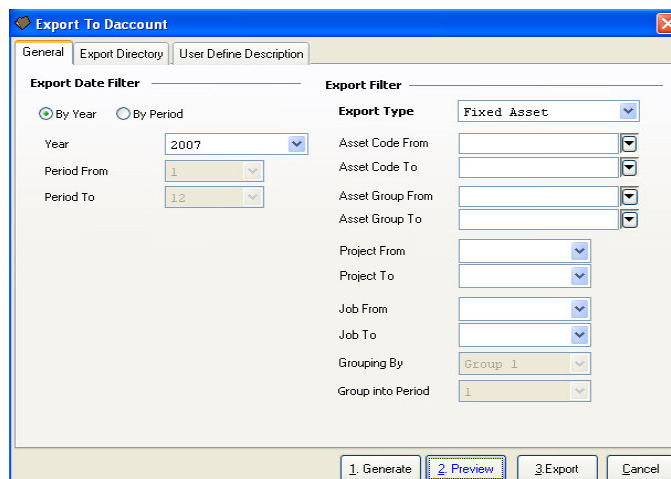 Export To Daccount
General Export Directory User Define Description
Export Date Filter
By Year By Period
Year 2007
Period From 1
Period To 12
Export Filter
Export Type Fixed Asset
Asset Code From
Asset Code To
Asset Group From
Asset Group To
Project From
Project To
Job From
Job To
Grouping By Group 1
Group into Period 1
1. Generate 2. Preview 3.Export Cancel